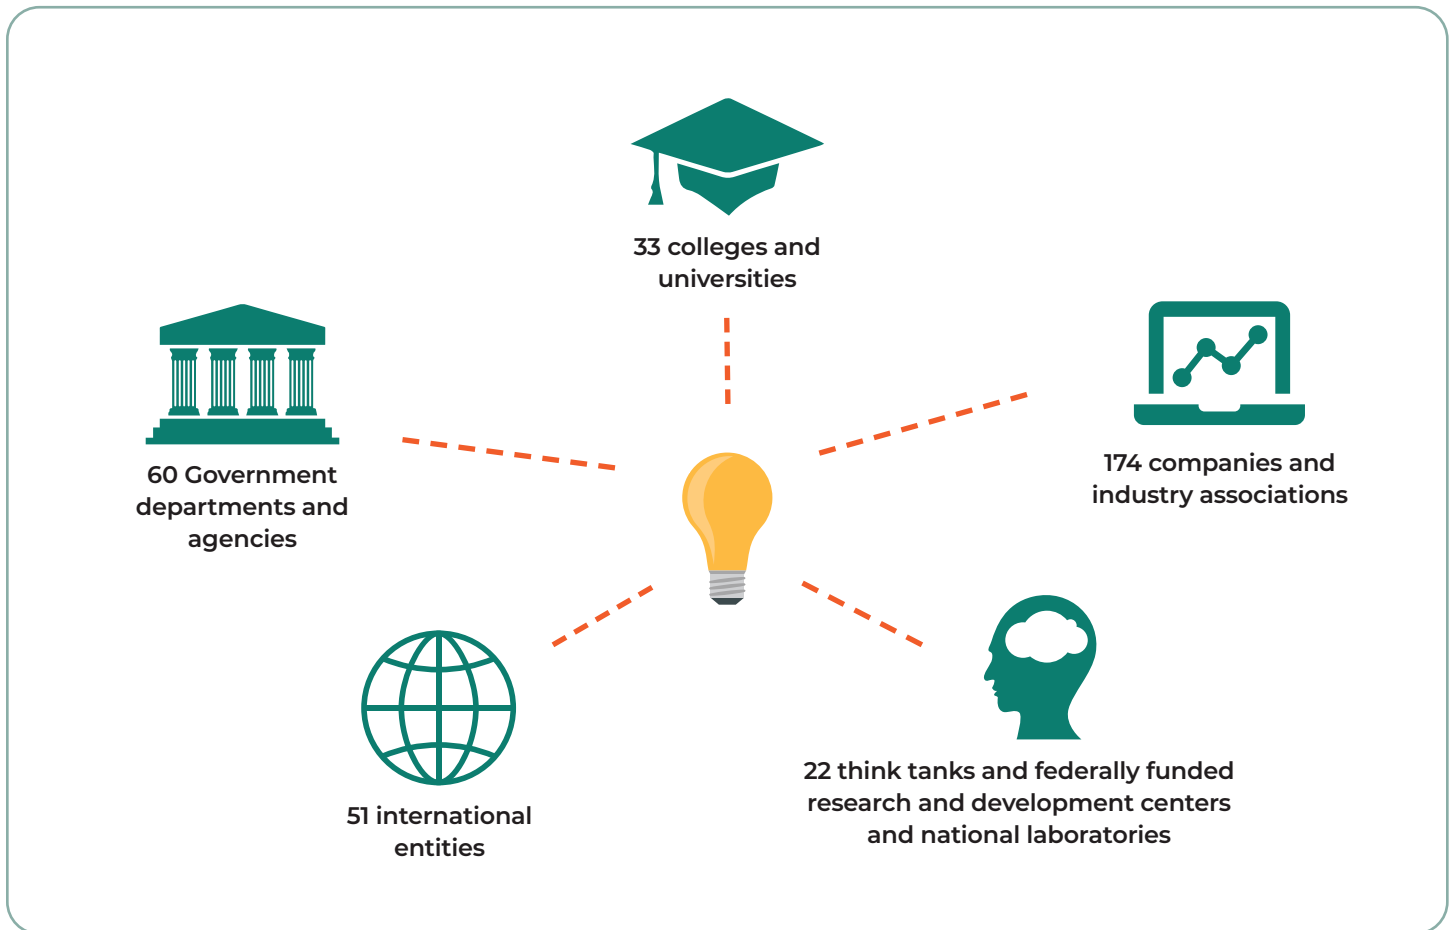 33 colleges and
universities
174 companies and
industry associations
60 Government
departments and
agencies
22 think tanks and federally funded
research and development centers
and national laboratories
51 international
entities